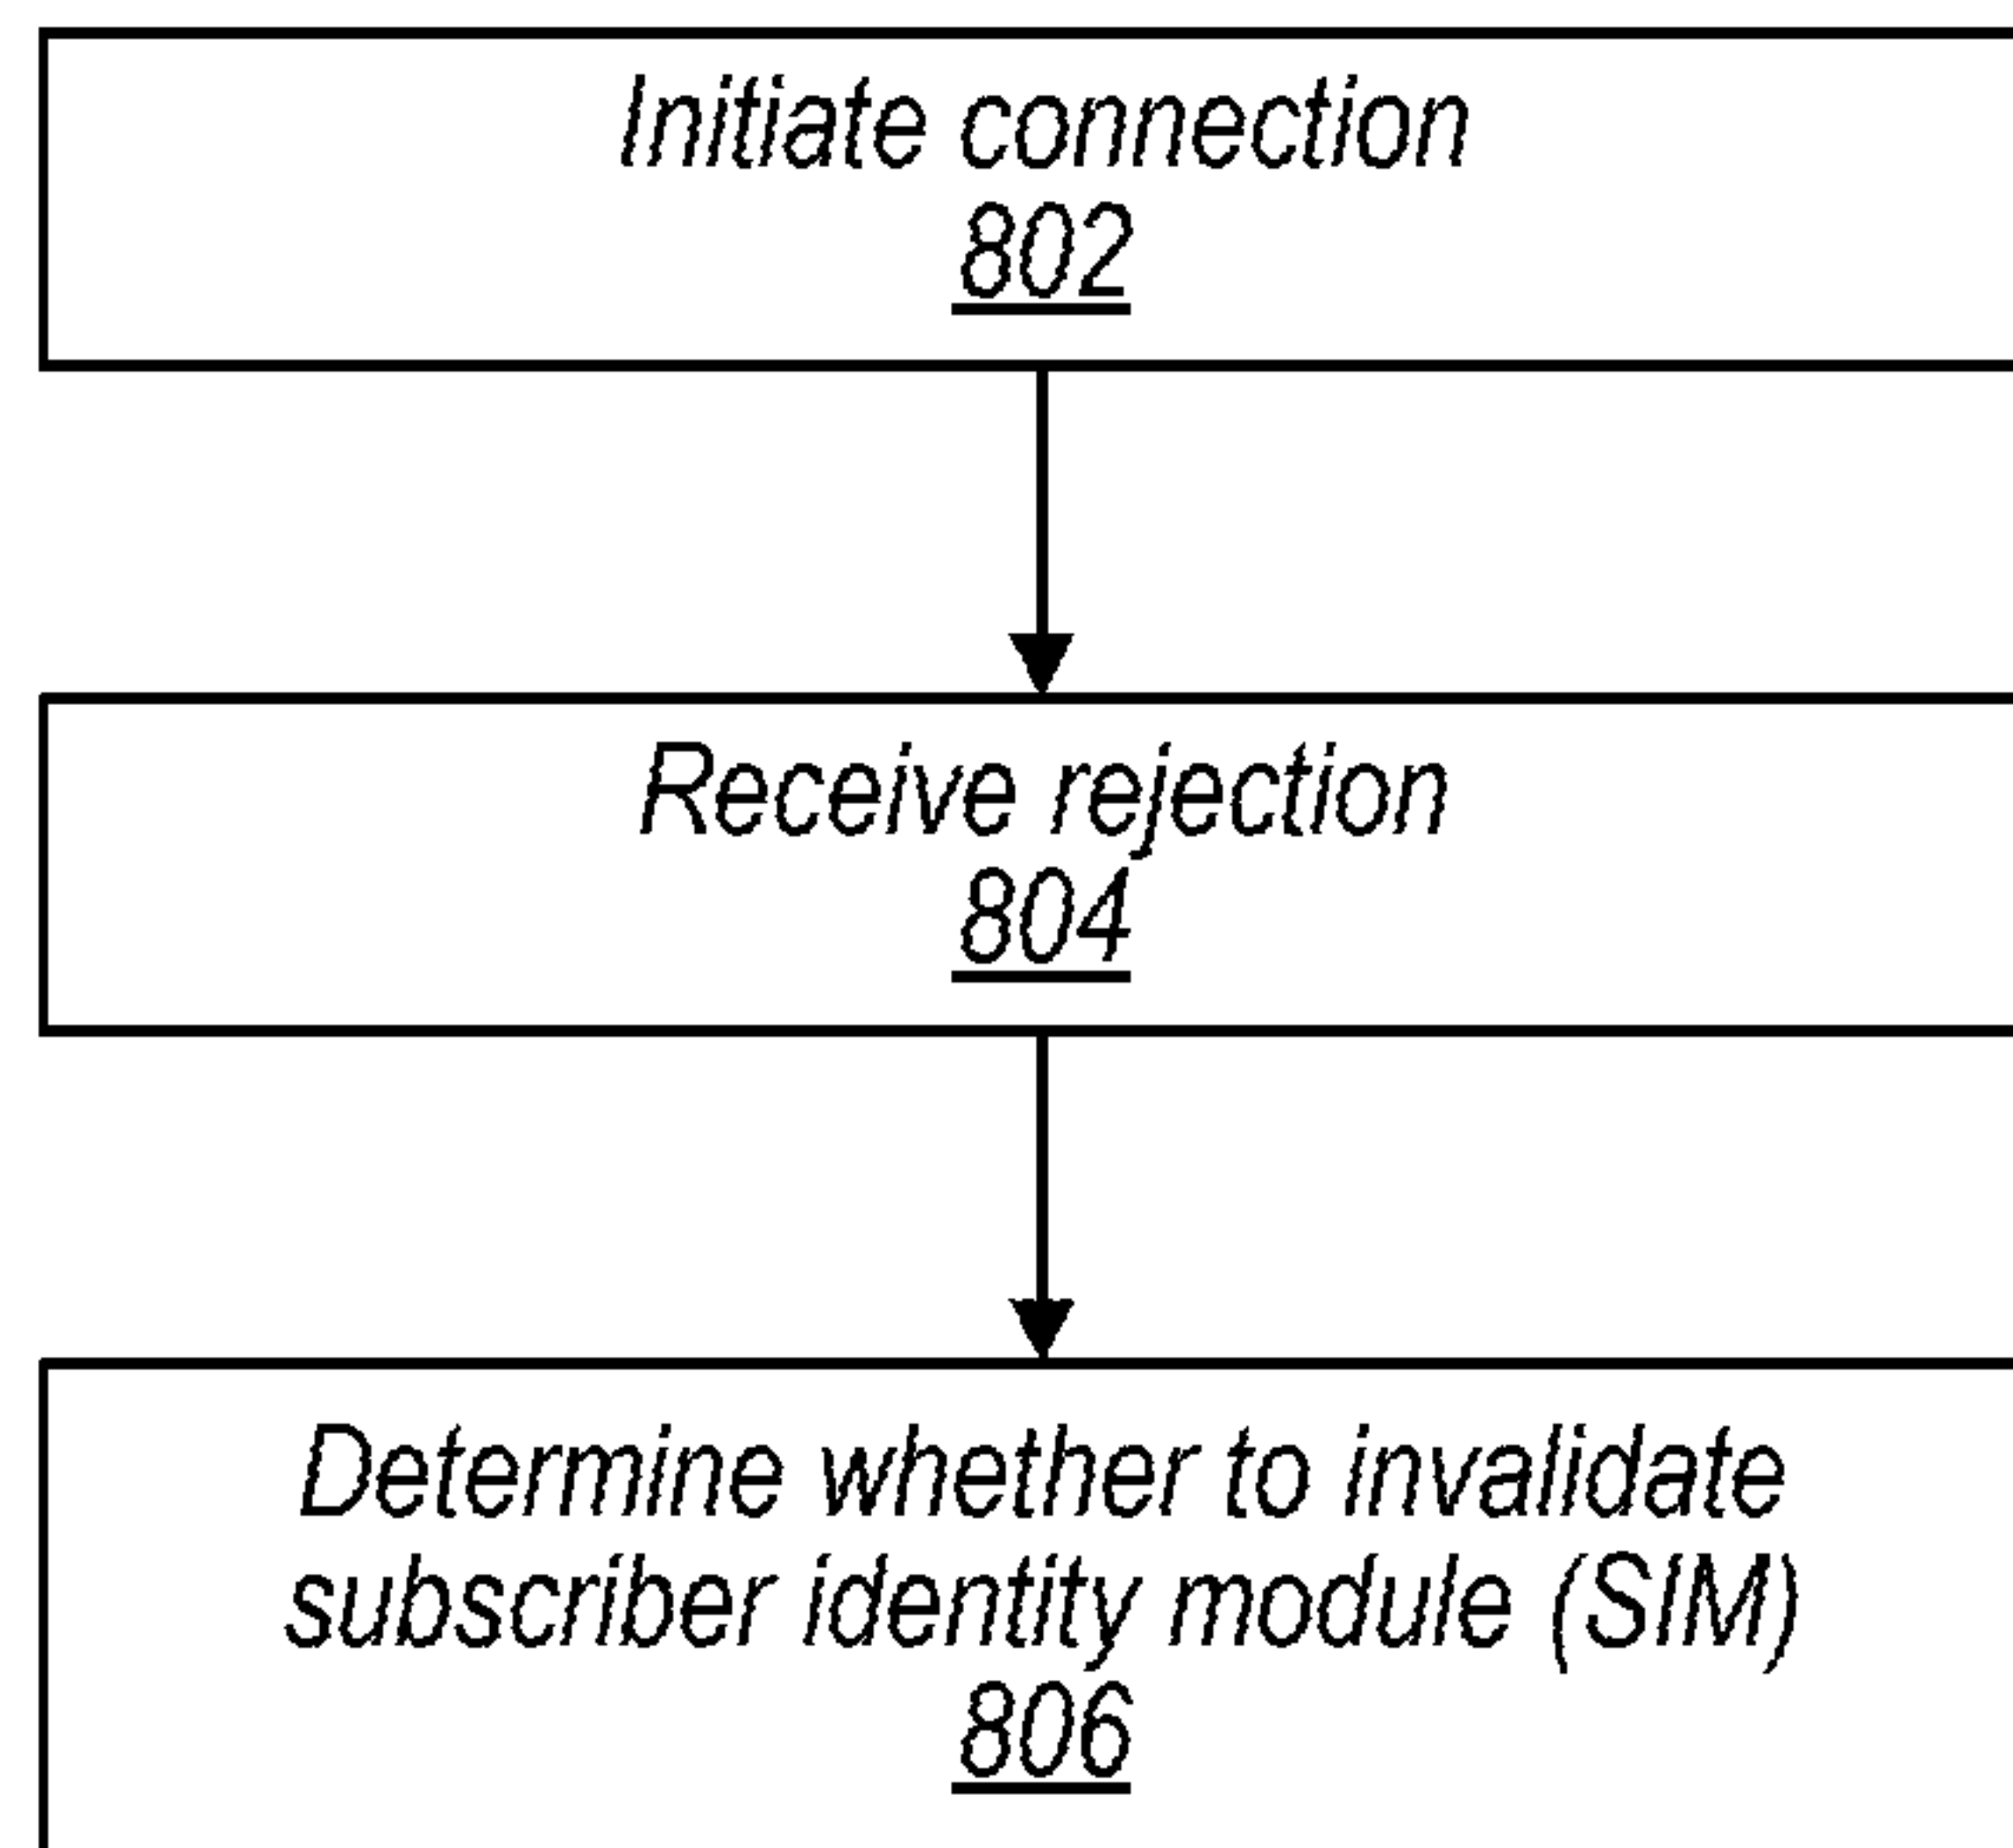 Initiate connection
802
Receive rejection
804
Determine whether to invalidate
subscriber identity module (SIM)
806